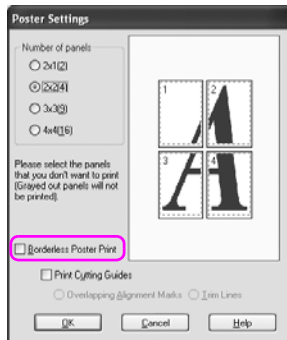 Poster Settings
Number of panels
2x1(2)
2x2(4)
3x3(9)
4x4(16)
1 2
3 4
Please select the panels
that you don't want to print
(Grayed out panels will not
be printed).
Borderless Poster Print
Print Cutting Guides
Overlapping Alignment Marks Trim Lines
OK Cancel Help